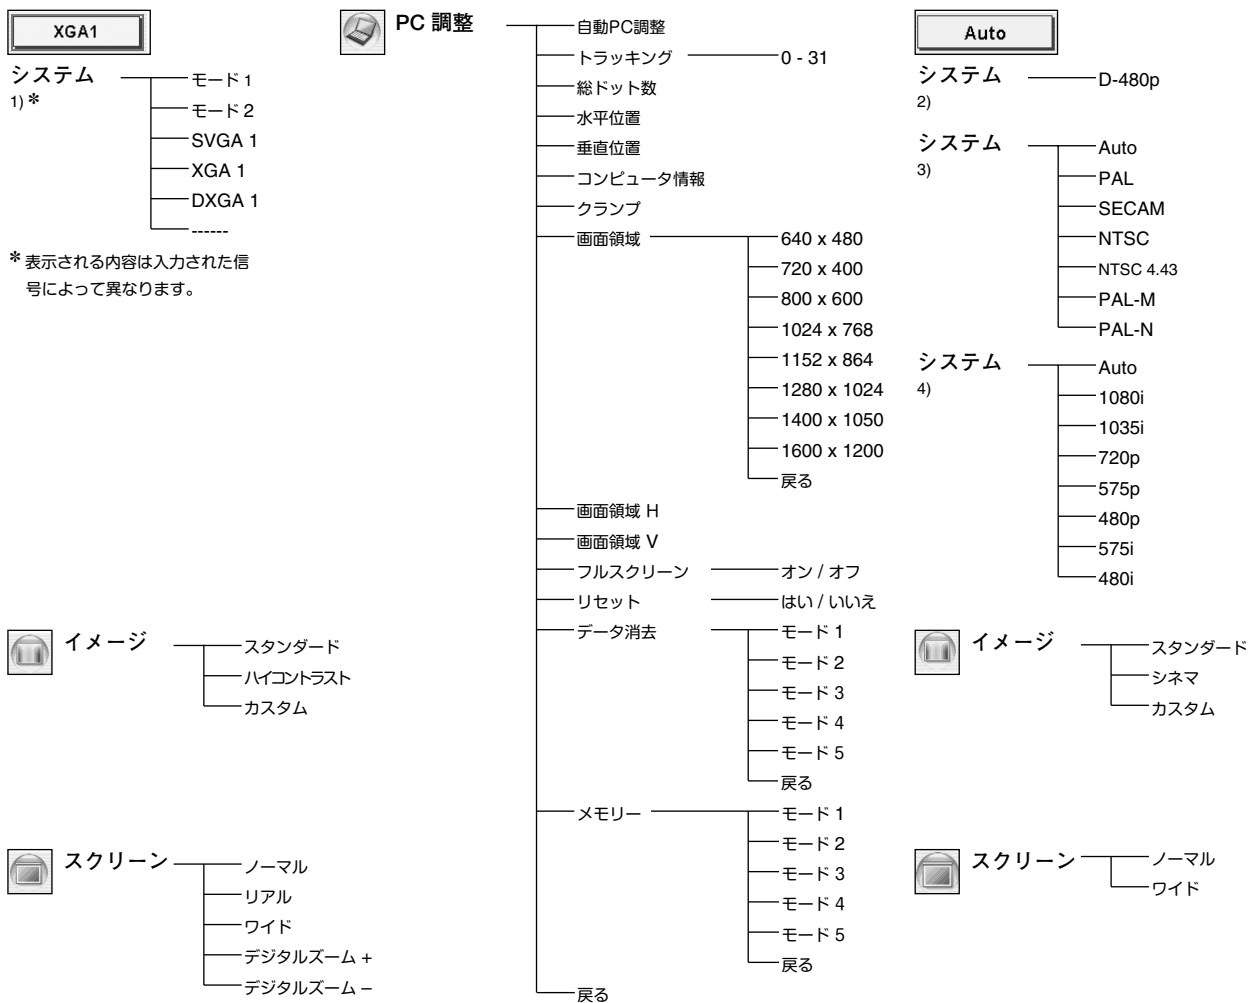 XGA1
システム
1)＊
モード 1
モード 2
SVGA 1
XGA 1
DXGA 1
------
＊表示される内容は入力された信
号によって異なります。
イメージ
スタンダード
ハイコントラスト
カスタム
スクリーン
ノーマル
リアル
ワイド
デジタルズーム +
デジタルズーム –
PC 調整
自動PC調整
トラッキング
0 - 31
総ドット数
水平位置
垂直位置
コンピュータ情報
クランプ
画面領域
640 x 480
720 x 400
800 x 600
1024 x 768
1152 x 864
1280 x 1024
1400 x 1050
1600 x 1200
戻る
画面領域 H
画面領域 V
フルスクリーン
オン / オフ
リセット
はい / いいえ
データ消去
モード 1
モード 2
モード 3
モード 4
モード 5
戻る
メモリー
モード 1
モード 2
モード 3
モード 4
モード 5
戻る
戻る
Auto
システム
2)
D-480p
システム
3)
Auto
PAL
SECAM
NTSC
NTSC 4.43
PAL-M
PAL-N
システム
4)
Auto
1080i
1035i
720p
575p
480p
575i
480i
イメージ
スタンダード
シネマ
カスタム
スクリーン
ノーマル
ワイド